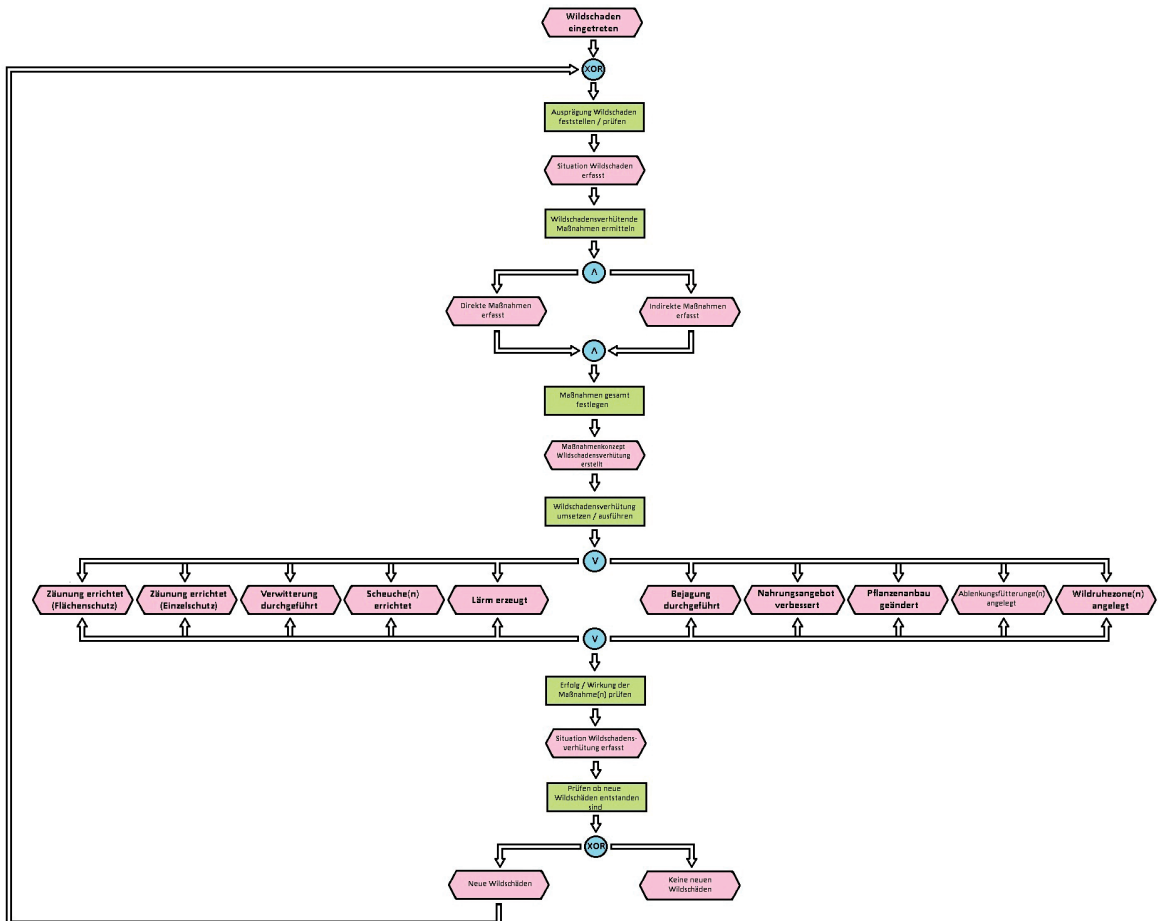 Wildschaden
eingetreten
XOR
Ausprägung Wildschaden
feststellen / prüfen
Situation Wildschaden
erfasst
Wildschadensverhütende
Maßnahmen ermitteln
Λ
Direkte Maßnahmen
erfasst
Indirekte Maßnahmen
erfasst
Λ
Maßnahmen gesamt
festlegen
Maßnahmenkonzept
Wildschadensverhütung
erstellt
Wildschadensverhütung
umsetzen / ausführen
V
Zäunung errichtet
(Flächenschutz)
Zäunung errichtet
(Einzelschutz)
Verwitterung
durchgeführt
Scheuche(n)
errichtet
Lärm erzeugt
Bejagung
durchgeführt
Nahrungsangebot
verbessert
Pflanzenanbau
geändert
Ablenkungsfütterunge(n)
angelegt
Wildruhezone(n)
angelegt
V
Erfolg / Wirkung der
Maßnahme(n) prüfen
Situation Wildschadens-
verhütung erfasst
Prüfen ob neue
Wildschäden entstanden
sind
XOR
Neue Wildschäden
Keine neuen
Wildschäden